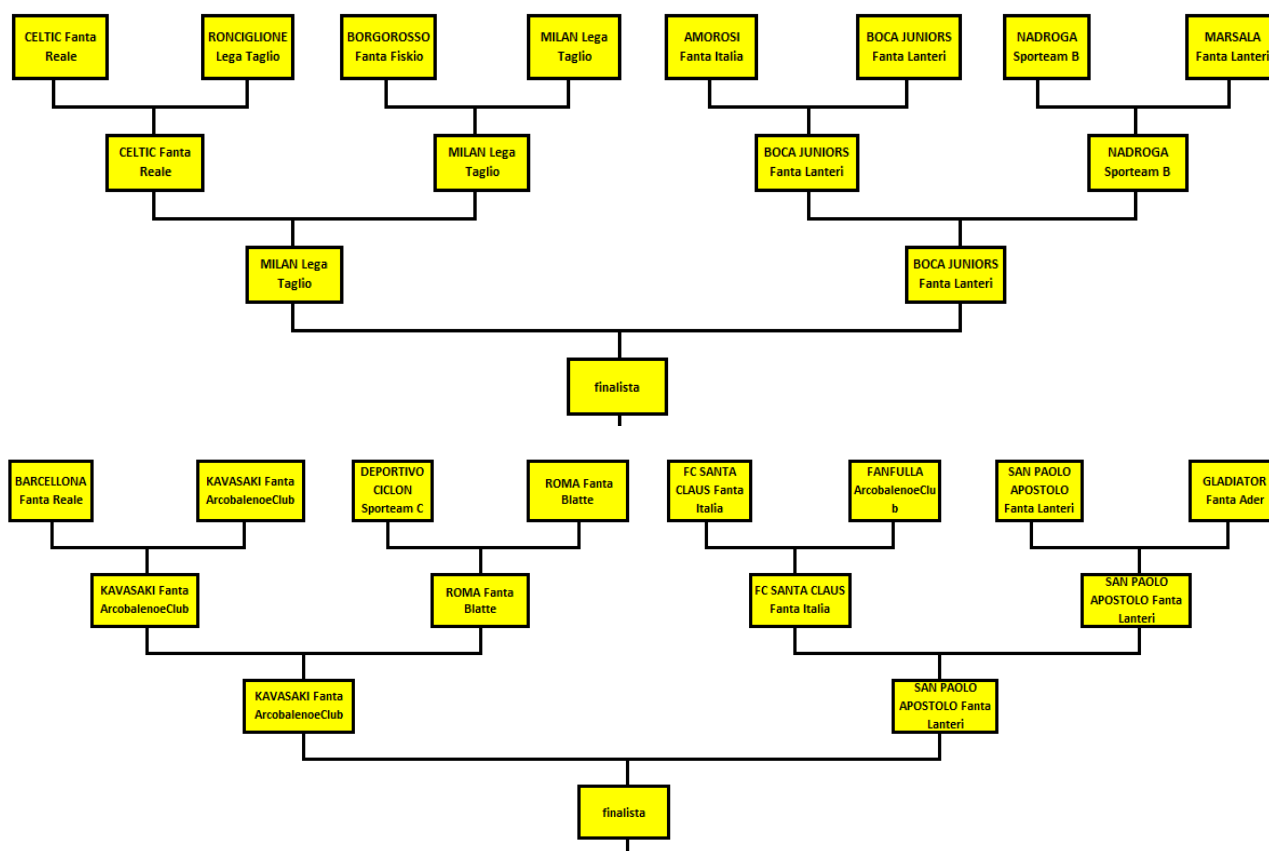 CELTIC Fanta
Reale
RONCIGLIONE
Lega Taglio
BORGOROSSO
Fanta Fiskio
MILAN Lega
Taglio
AMOROSI
Fanta Italia
BOCA JUNIORS
Fanta Lanteri
NADROGA
Sporteam B
MARSALA
Fanta Lanteri
CELTIC Fanta
Reale
MILAN Lega
Taglio
BOCA JUNIORS
Fanta Lanteri
NADROGA
Sporteam B
MILAN Lega
Taglio
BOCA JUNIORS
Fanta Lanteri
finalista
BARCELLONA
Fanta Reale
KAVASAKI Fanta
ArcobalenoeClub
DEPORTIVO
CICLON
Sporteam C
ROMA Fanta
Blatte
FC SANTA
CLAUS Fanta
Italia
FANFULLA
ArcobalenoeClu
b
SAN PAOLO
APOSTOLO
Fanta Lanteri
GLADIATOR
Fanta Ader
KAVASAKI Fanta
ArcobalenoeClub
ROMA Fanta
Blatte
FC SANTA CLAUS
Fanta Italia
SAN PAOLO
APOSTOLO Fanta
Lanteri
KAVASAKI Fanta
ArcobalenoeClub
SAN PAOLO
APOSTOLO Fanta
Lanteri
finalista